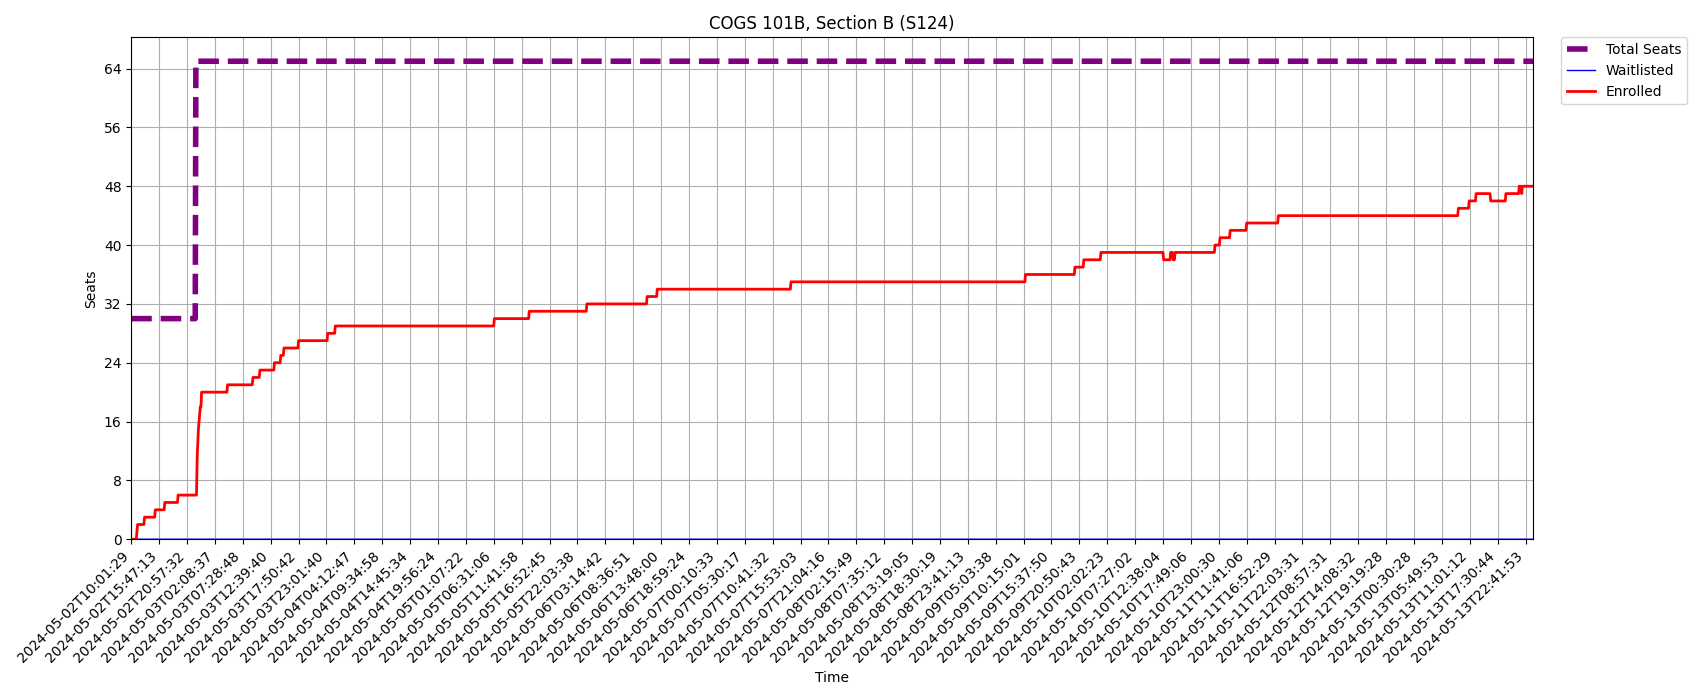 COGS 101B, Section B (S124)
Total Seats
Waitlisted
Enrolled
Seats
64
56
48
40
32
24
16
8
0
2024-05-02T10:01:29
2024-05-02T15:47:13
2024-05-02T20:57:32
2024-05-03T02:08:37
2024-05-03T07:28:48
2024-05-03T12:39:40
2024-05-03T17:50:42
2024-05-03T23:01:40
2024-05-04T04:12:47
2024-05-04T09:34:58
2024-05-04T14:45:34
2024-05-04T19:56:24
2024-05-05T01:07:22
2024-05-05T06:31:06
2024-05-05T11:41:58
2024-05-05T16:52:45
2024-05-05T22:03:38
2024-05-06T03:14:42
2024-05-06T08:36:51
2024-05-06T13:48:00
2024-05-06T18:59:24
2024-05-07T00:10:33
2024-05-07T05:30:17
2024-05-07T10:41:32
2024-05-07T15:53:03
2024-05-07T21:04:16
2024-05-08T02:15:49
2024-05-08T07:35:12
2024-05-08T13:19:05
2024-05-08T18:30:19
2024-05-08T23:41:13
2024-05-09T05:03:38
2024-05-09T10:15:01
2024-05-09T15:37:50
2024-05-09T20:50:43
2024-05-10T02:02:23
2024-05-10T07:27:02
2024-05-10T12:38:04
2024-05-10T17:49:06
2024-05-10T23:00:30
2024-05-11T11:41:06
2024-05-11T16:52:29
2024-05-11T22:03:31
2024-05-12T08:57:31
2024-05-12T14:08:32
2024-05-12T19:19:28
2024-05-13T00:30:28
2024-05-13T05:49:53
2024-05-13T11:01:12
2024-05-13T17:30:44
2024-05-13T22:41:53
Time